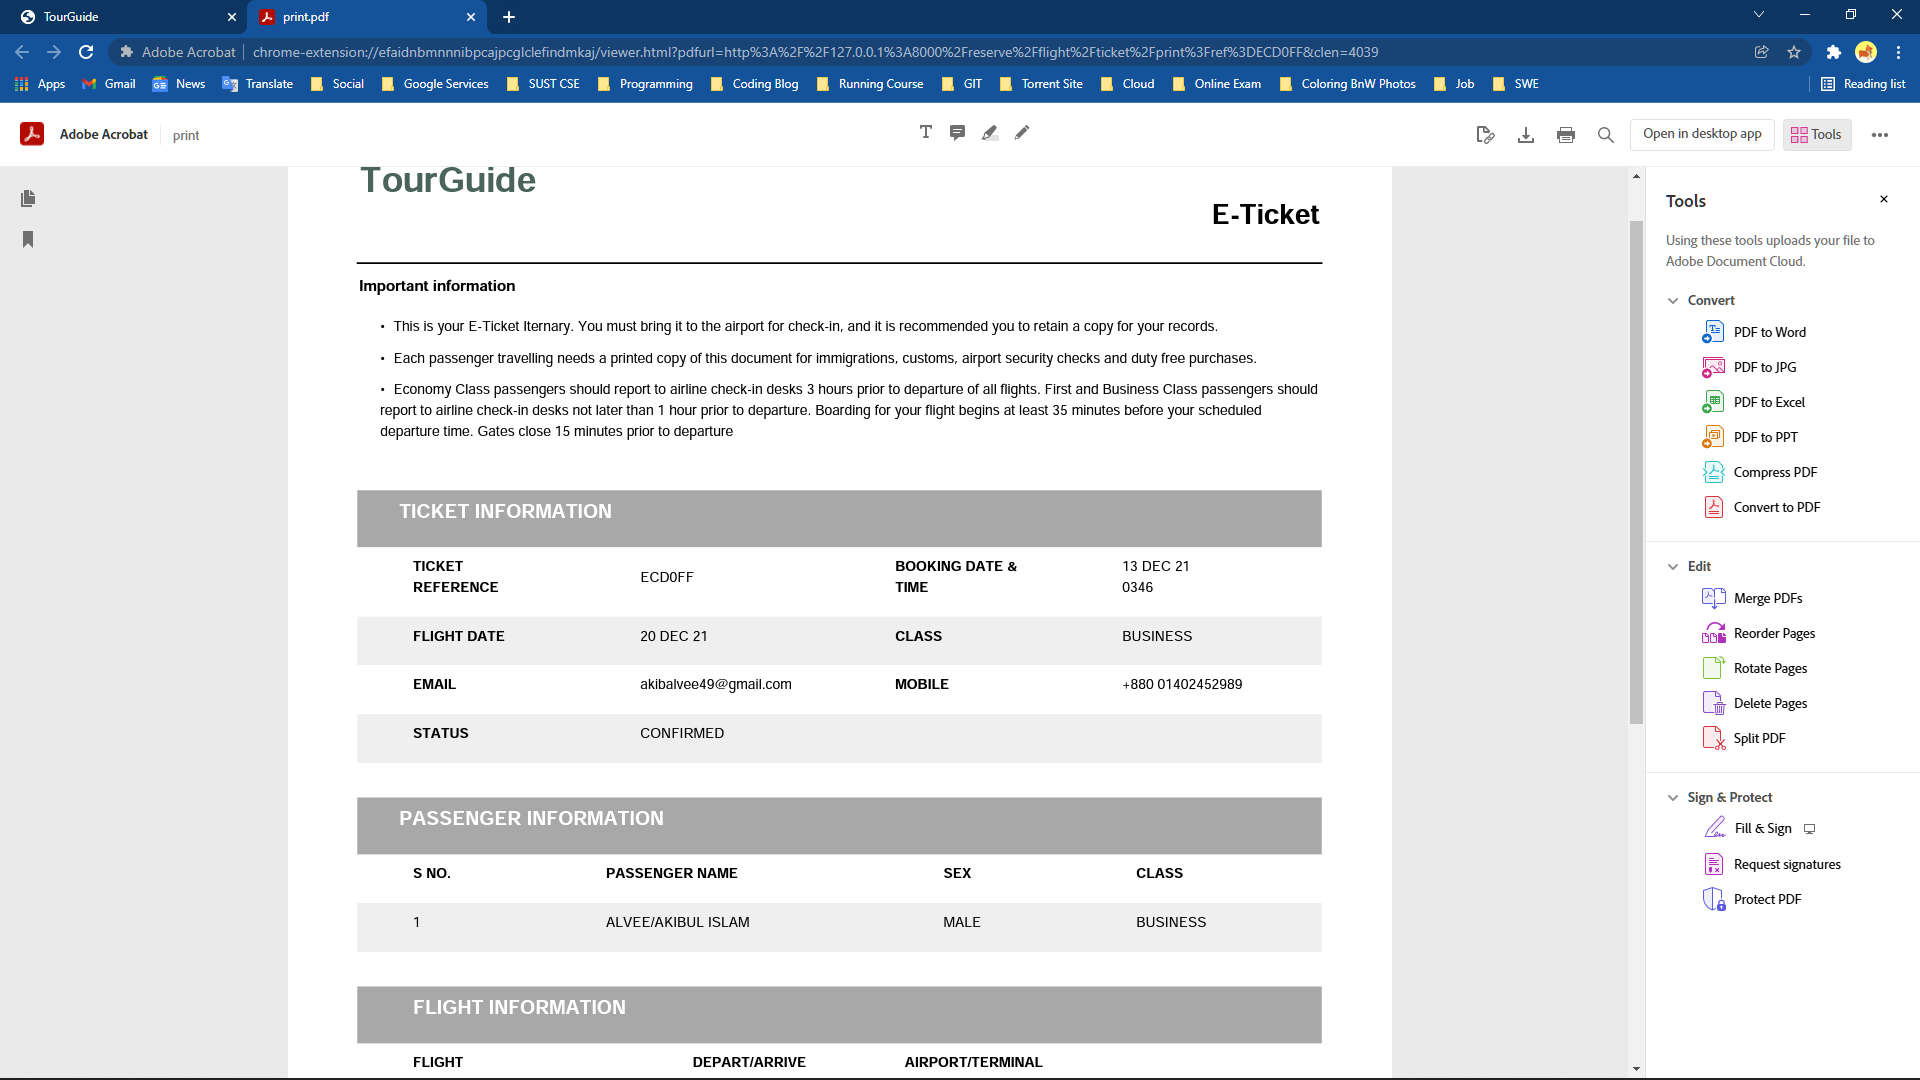 TourGuide
print.pdf
Adobe Acrobat
chrome-extension://efaidnbmnnnibpcajpcglclefindmkaj/viewer.html?pdfurl=http%3A%2F%2F127.0.0.1%3A8000%2Freserve%2Fflight%2Fticket%2Fprint%3Fref%3DECD0FF&clen=4039
Apps Gmail News Translate Social Google Services SUST CSE Programming Coding Blog Running Course GIT Torrent Site Cloud Online Exam Coloring BnW Photos Job SWE Reading list
Adobe Acrobat print Open in desktop app Tools
TourGuide
E-Ticket
Important information
• This is your E-Ticket Iternary. You must bring it to the airport for check-in, and it is recommended you to retain a copy for your records.
• Each passenger travelling needs a printed copy of this document for immigrations, customs, airport security checks and duty free purchases.
• Economy Class passengers should report to airline check-in desks 3 hours prior to departure of all flights. First and Business Class passengers should
report to airline check-in desks not later than 1 hour prior to departure. Boarding for your flight begins at least 35 minutes before your scheduled
departure time. Gates close 15 minutes prior to departure
TICKET INFORMATION
TICKET
REFERENCE
ECD0FF
BOOKING DATE &
TIME
13 DEC 21
0346
FLIGHT DATE 20 DEC 21 CLASS BUSINESS
EMAIL akibalvee49@gmail.com MOBILE +880 01402452989
STATUS CONFIRMED
PASSENGER INFORMATION
S NO. PASSENGER NAME SEX CLASS
1 ALVEE/AKIBUL ISLAM MALE BUSINESS
FLIGHT INFORMATION
FLIGHT DEPART/ARRIVE AIRPORT/TERMINAL
Tools
Using these tools uploads your file to
Adobe Document Cloud.
Convert
PDF to Word
PDF to JPG
PDF to Excel
PDF to PPT
Compress PDF
Convert to PDF
Edit
Merge PDFs
Reorder Pages
Rotate Pages
Delete Pages
Split PDF
Sign & Protect
Fill & Sign
Request signatures
Protect PDF